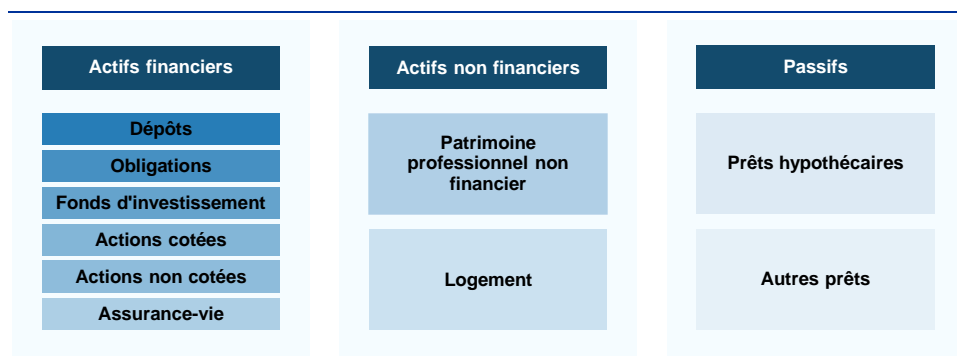 Actifs financiers
Dépôts
Obligations
Fonds d'investissement
Actions cotées
Actions non cotées
Assurance-vie
Actifs non financiers
Patrimoine
professionnel non
financier
Logement
Passifs
Prêts hypothécaires
Autres prêts